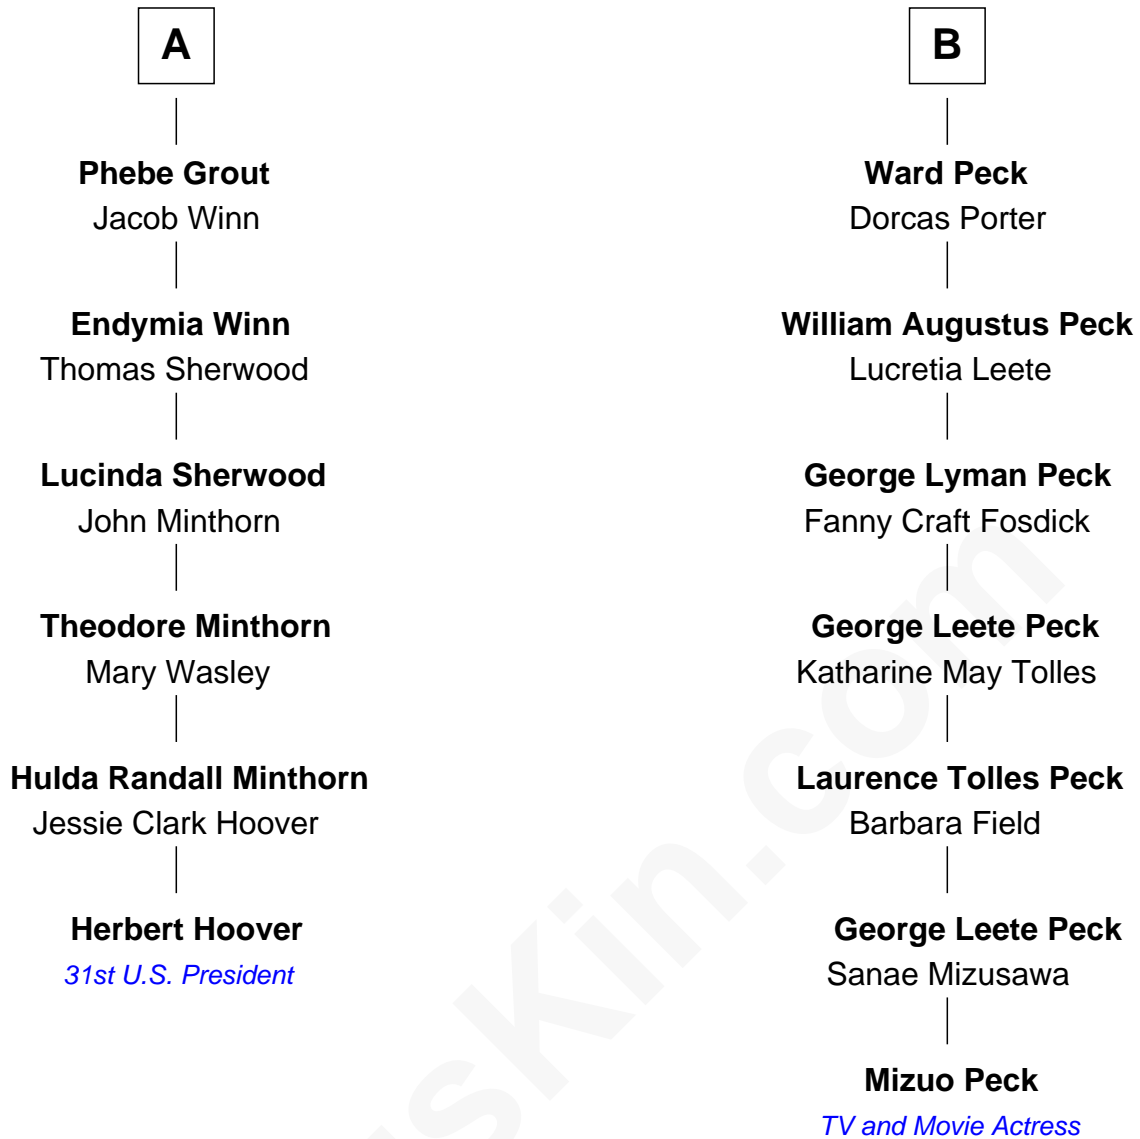 A
Phebe Grout
Jacob Winn
Endymia Winn
Thomas Sherwood
Lucinda Sherwood
John Minthorn
Theodore Minthorn
Mary Wasley
Hulda Randall Minthorn
Jessie Clark Hoover
Herbert Hoover
31st U.S. President
B
Ward Peck
Dorcas Porter
William Augustus Peck
Lucretia Leete
George Lyman Peck
Fanny Craft Fosdick
George Leete Peck
Katharine May Tolles
Laurence Tolles Peck
Barbara Field
George Leete Peck
Sanae Mizusawa
Mizuo Peck
TV and Movie Actress